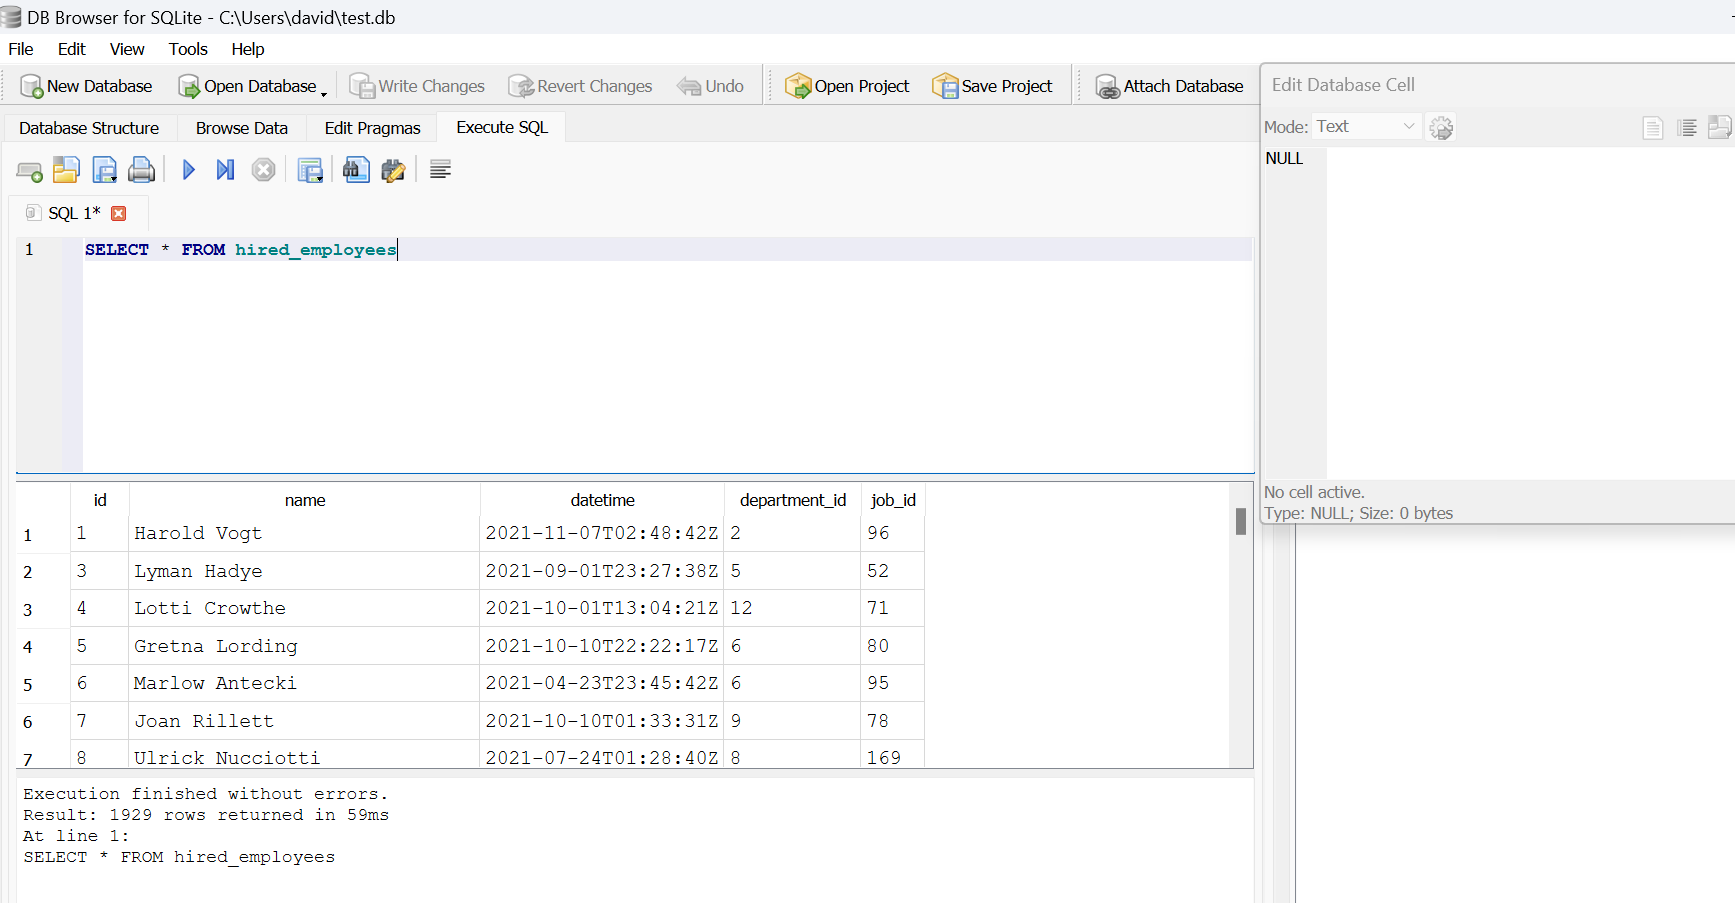 DB Browser for SQLite - C:\Users\david\test.db
File Edit View Tools Help
New Database Open Database Write Changes Revert Changes Undo Open Project Save Project Attach Database
Database Structure Browse Data Edit Pragmas Execute SQL
SQL 1*
1 SELECT * FROM hired_employees
id name datetime department_id job_id
1 1 Harold Vogt 2021-11-07T02:48:42Z 2 96
2 3 Lyman Hadye 2021-09-01T23:27:38Z 5 52
3 4 Lotti Crowthe 2021-10-01T13:04:21Z 12 71
4 5 Gretna Lording 2021-10-10T22:22:17Z 6 80
5 6 Marlow Antecki 2021-04-23T23:45:42Z 6 95
6 7 Joan Rillett 2021-10-10T01:33:31Z 9 78
7 8 Ulrick Nucciotti 2021-07-24T01:28:40Z 8 169
Execution finished without errors.
Result: 1929 rows returned in 59ms
At line 1:
SELECT * FROM hired_employees
Edit Database Cell
Mode: Text
NULL
No cell active.
Type: NULL; Size: 0 bytes